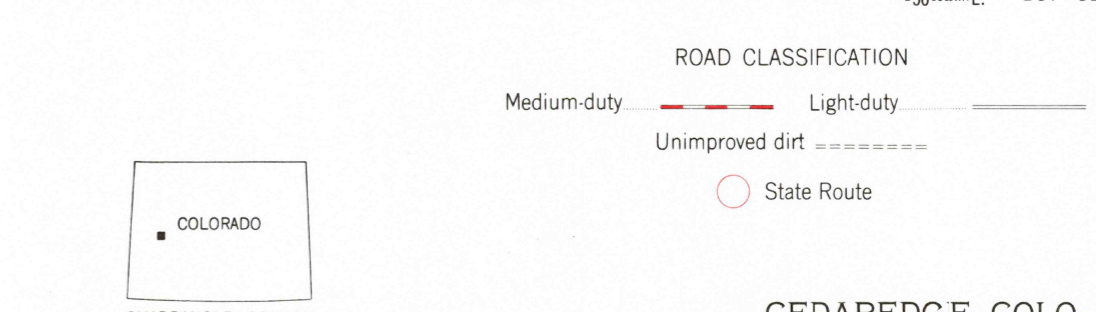 ROAD CLASSIFICATION
Medium-duty
Light-duty
Unimproved dirt
State Route
COLORADO
CEDAREDGE, COLO.